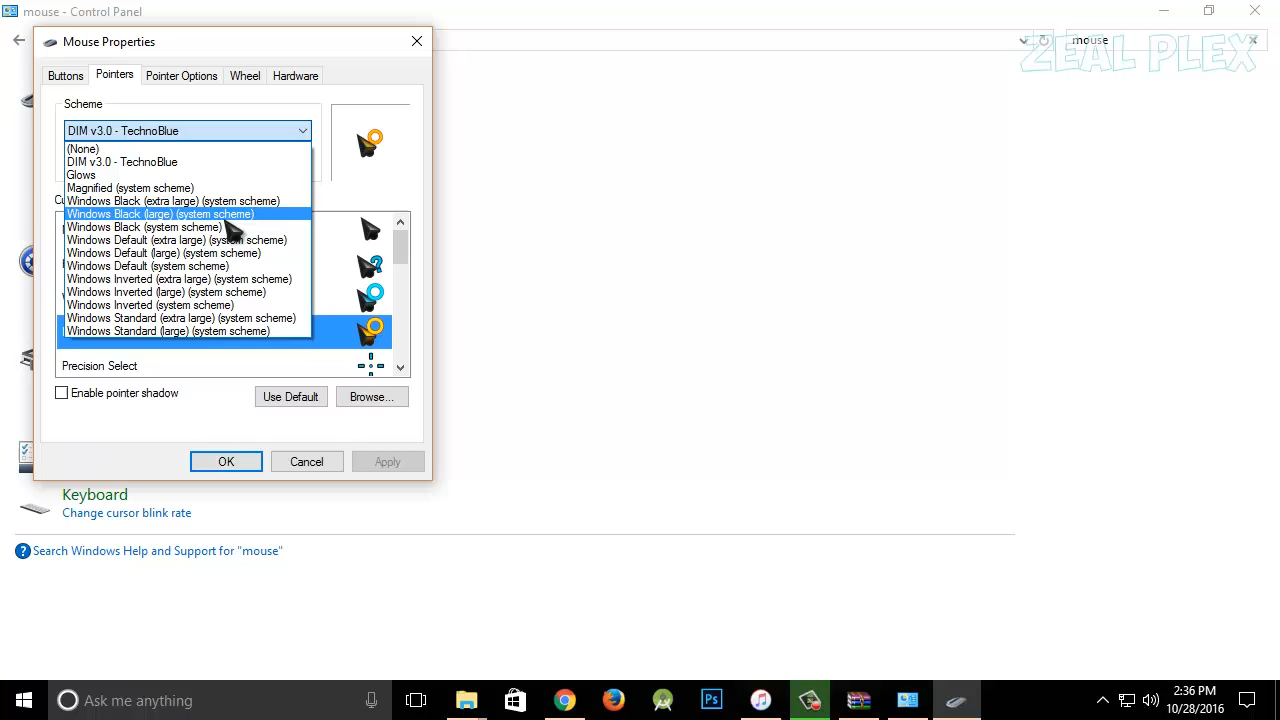 mouse - Control Panel
mouse
ZEAL PLEX
Mouse Properties
Buttons
Pointers
Pointer Options
Wheel
Hardware
Scheme
DIM v3.0 - TechnoBlue
(None)
DIM v3.0 - TechnoBlue
Glows
Magnified (system scheme)
Windows Black (extra large) (system scheme)
Windows Black (large) (system scheme)
Windows Black (system scheme)
Windows Default (extra large) (system scheme)
Windows Default (large) (system scheme)
Windows Default (system scheme)
Windows Inverted (extra large) (system scheme)
Windows Inverted (large) (system scheme)
Windows Inverted (system scheme)
Windows Standard (extra large) (system scheme)
Windows Standard (large) (system scheme)
Precision Select
Enable pointer shadow
Use Default
Browse...
OK
Cancel
Apply
Keyboard
Change cursor blink rate
Search Windows Help and Support for "mouse"
Ask me anything
Ps
2:36 PM
10/28/2016